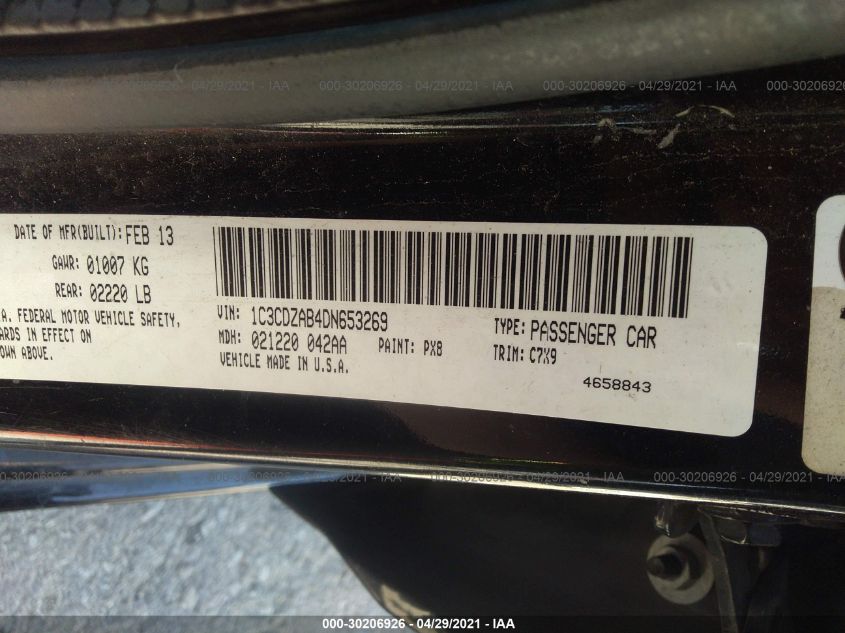 000-30206926 - 04/29/2021 - IAA
DATE OF MFR(BUILT): FEB 13
GAWR: 01007 KG
REAR: 02220 LB
.A. FEDERAL MOTOR VEHICLE SAFETY,
ARDS IN EFFECT ON
OWN ABOVE.
VIN: 1C3CDZAB4DN653269
TYPE: PASSENGER CAR
MDH: 021220 042AA
PAINT: PX8
TRIM: C7X9
VEHICLE MADE IN U.S.A.
4658843
000-30206926 - 04/29/2021 - IAA
000-30206926 - 04/29/2021 - IAA